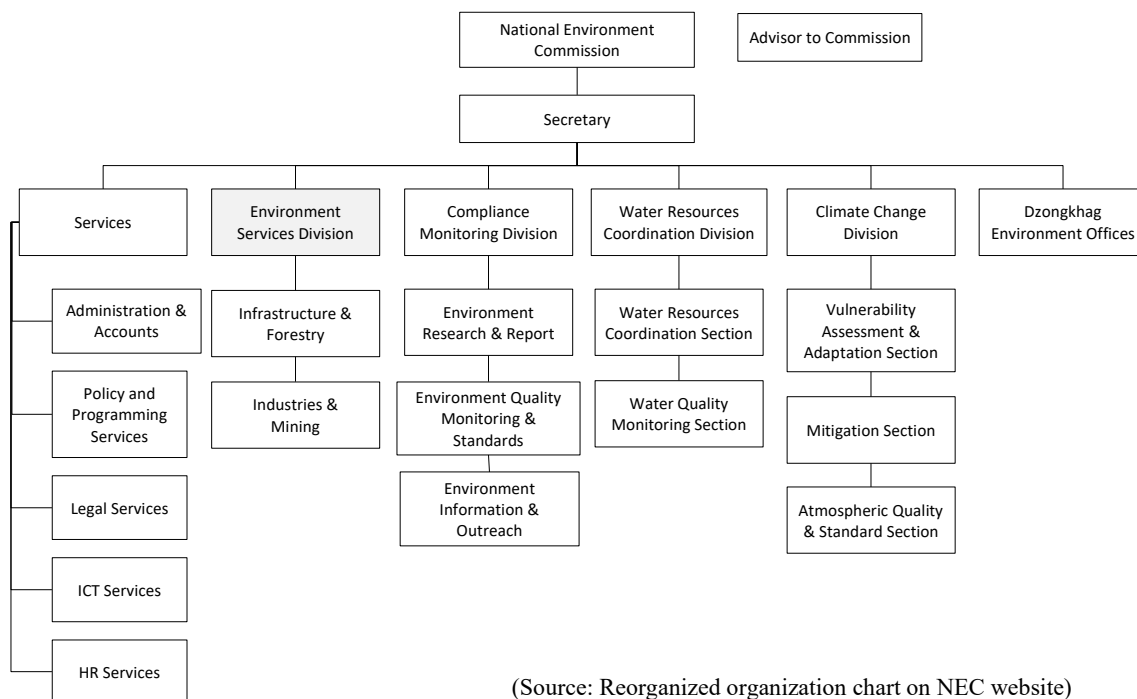 National Environment
Commission
Advisor to Commission
Secretary
Services
Environment
Services Division
Compliance
Monitoring Division
Water Resources
Coordination Division
Climate Change
Division
Dzongkhag
Environment Offices
Administration &
Accounts
Policy and
Programming
Services
Legal Services
ICT Services
HR Services
Infrastructure &
Forestry
Industries &
Mining
Environment
Research & Report
Environment Quality
Monitoring &
Standards
Environment
Information &
Outreach
Water Resources
Coordination Section
Water Quality
Monitoring Section
Vulnerability
Assessment &
Adaptation Section
Mitigation Section
Atmospheric Quality
& Standard Section
(Source: Reorganized organization chart on NEC website)